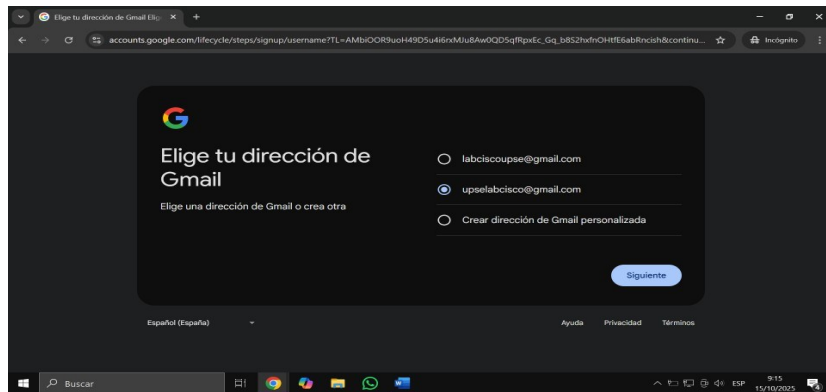 Elige tu dirección de Gmail Elig
accounts.google.com/lifecycle/steps/signup/username?TL=
Incógnito
Elige tu dirección de
Gmail
Elige una dirección de Gmail o crea otra
labciscoupse@gmail.com
upselabcisco@gmail.com
Crear dirección de Gmail personalizada
Siguiente
Español (España)
Ayuda Privacidad Términos
Buscar
ESP
9:15
15/10/2025